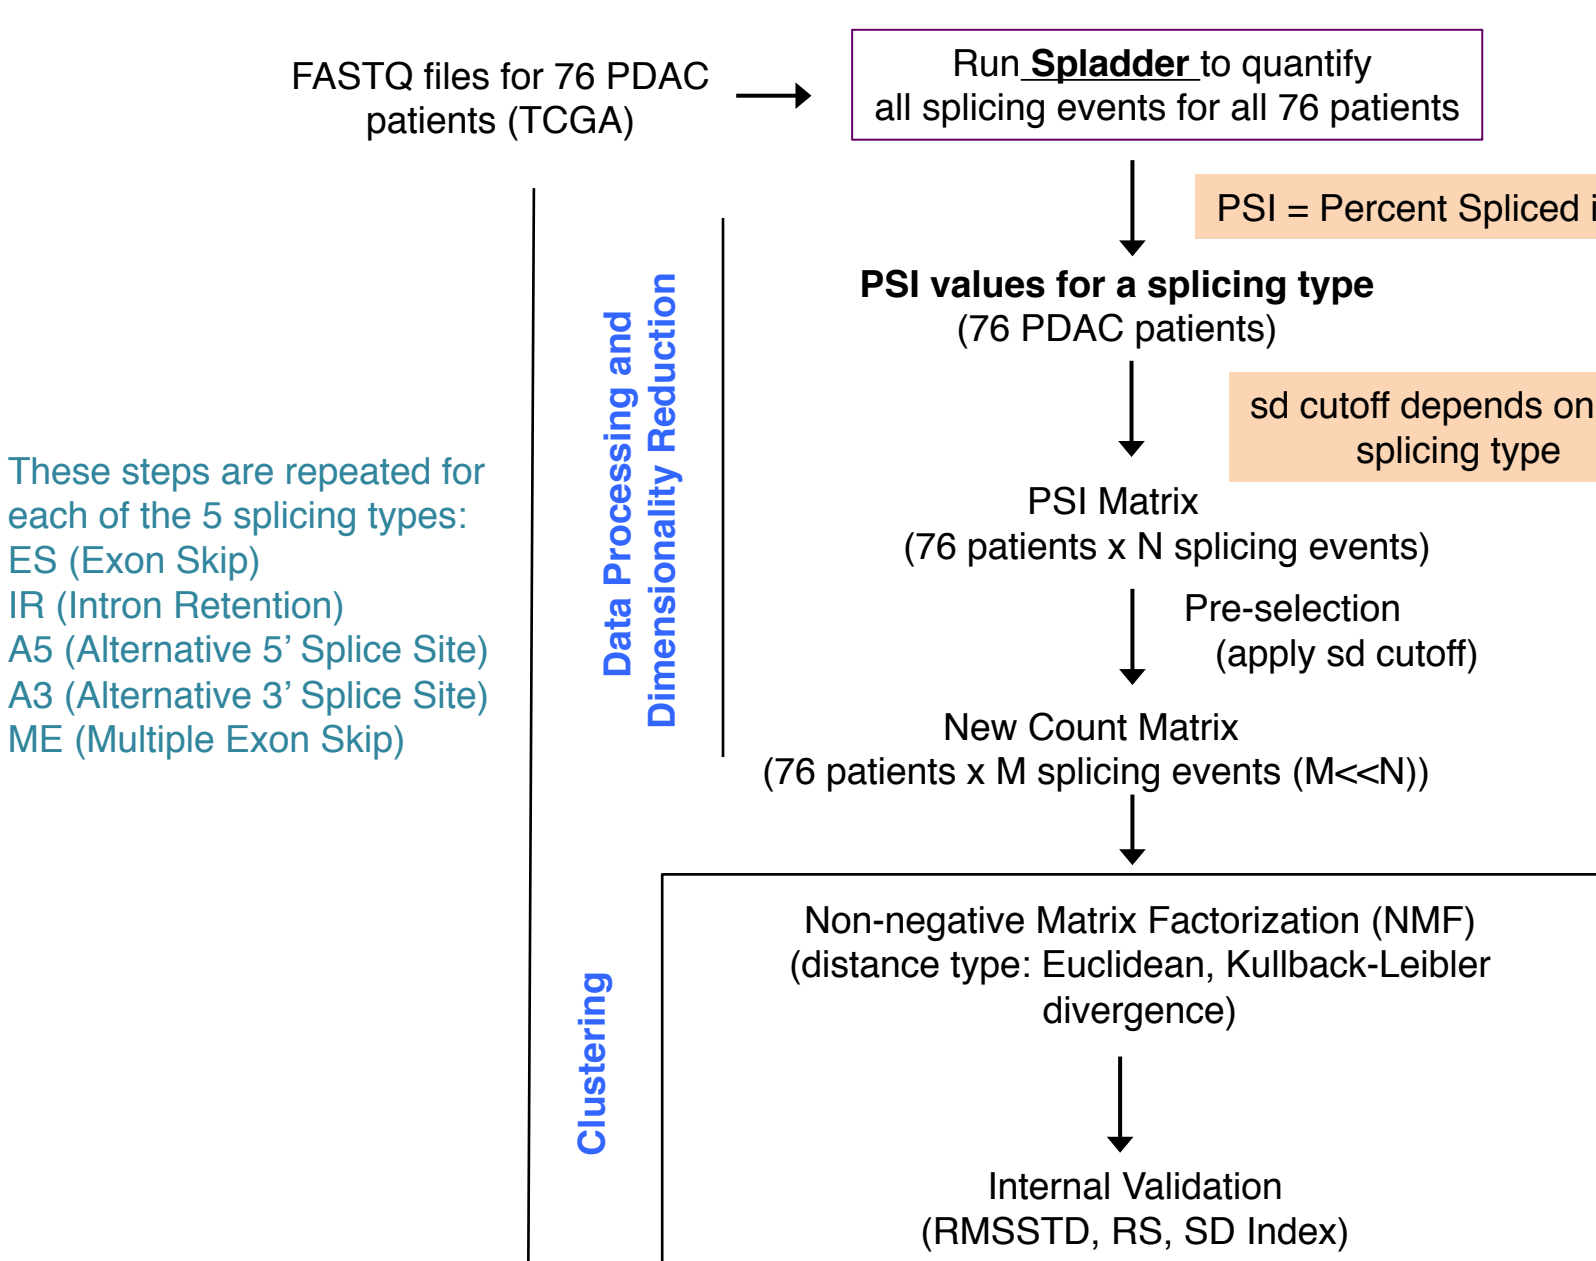 FASTQ files for 76 PDAC
patients (TCGA)
Run Spladder to quantify
all splicing events for all 76 patients
PSI = Percent Spliced i
PSI values for a splicing type
(76 PDAC patients)
sd cutoff depends on
splicing type
PSI Matrix
(76 patients x N splicing events)
Pre-selection
(apply sd cutoff)
New Count Matrix
(76 patients x M splicing events (M<<N))
Data Processing and
Dimensionality Reduction
These steps are repeated for
each of the 5 splicing types:
ES (Exon Skip)
IR (Intron Retention)
A5 (Alternative 5’ Splice Site)
A3 (Alternative 3’ Splice Site)
ME (Multiple Exon Skip)
Clustering
Non-negative Matrix Factorization (NMF)
(distance type: Euclidean, Kullback-Leibler
divergence)
Internal Validation
(RMSSTD, RS, SD Index)